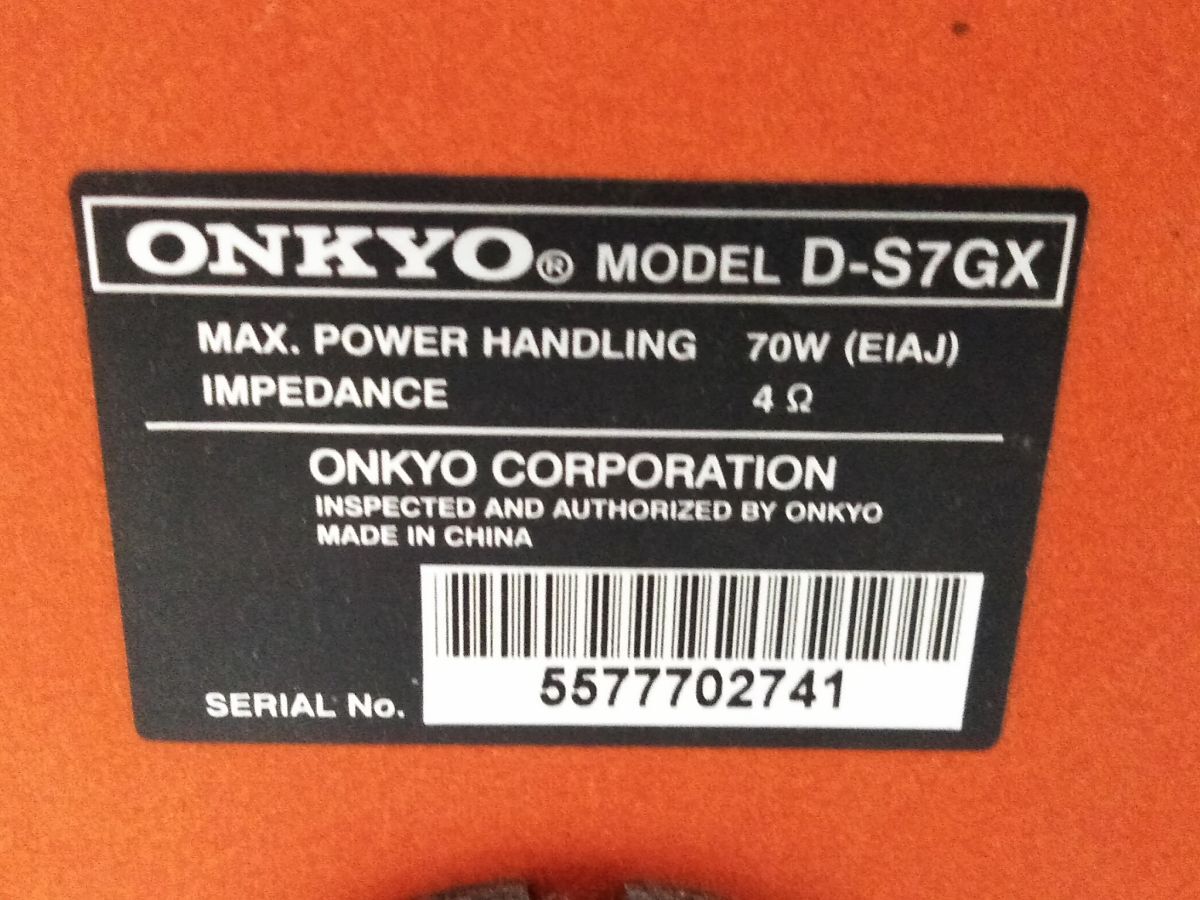 ONKYO® MODEL D-S7GX
MAX. POWER HANDLING 70W (EIAJ)
IMPEDANCE 4 Ω
ONKYO CORPORATION
INSPECTED AND AUTHORIZED BY ONKYO
MADE IN CHINA
5577702741
SERIAL No.